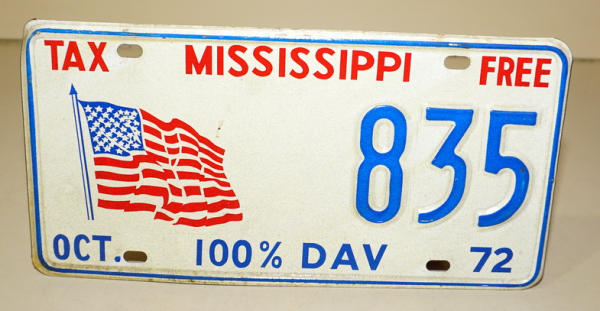 TAX MISSISSIPPI FREE
835
OCT. 100% DAV 72